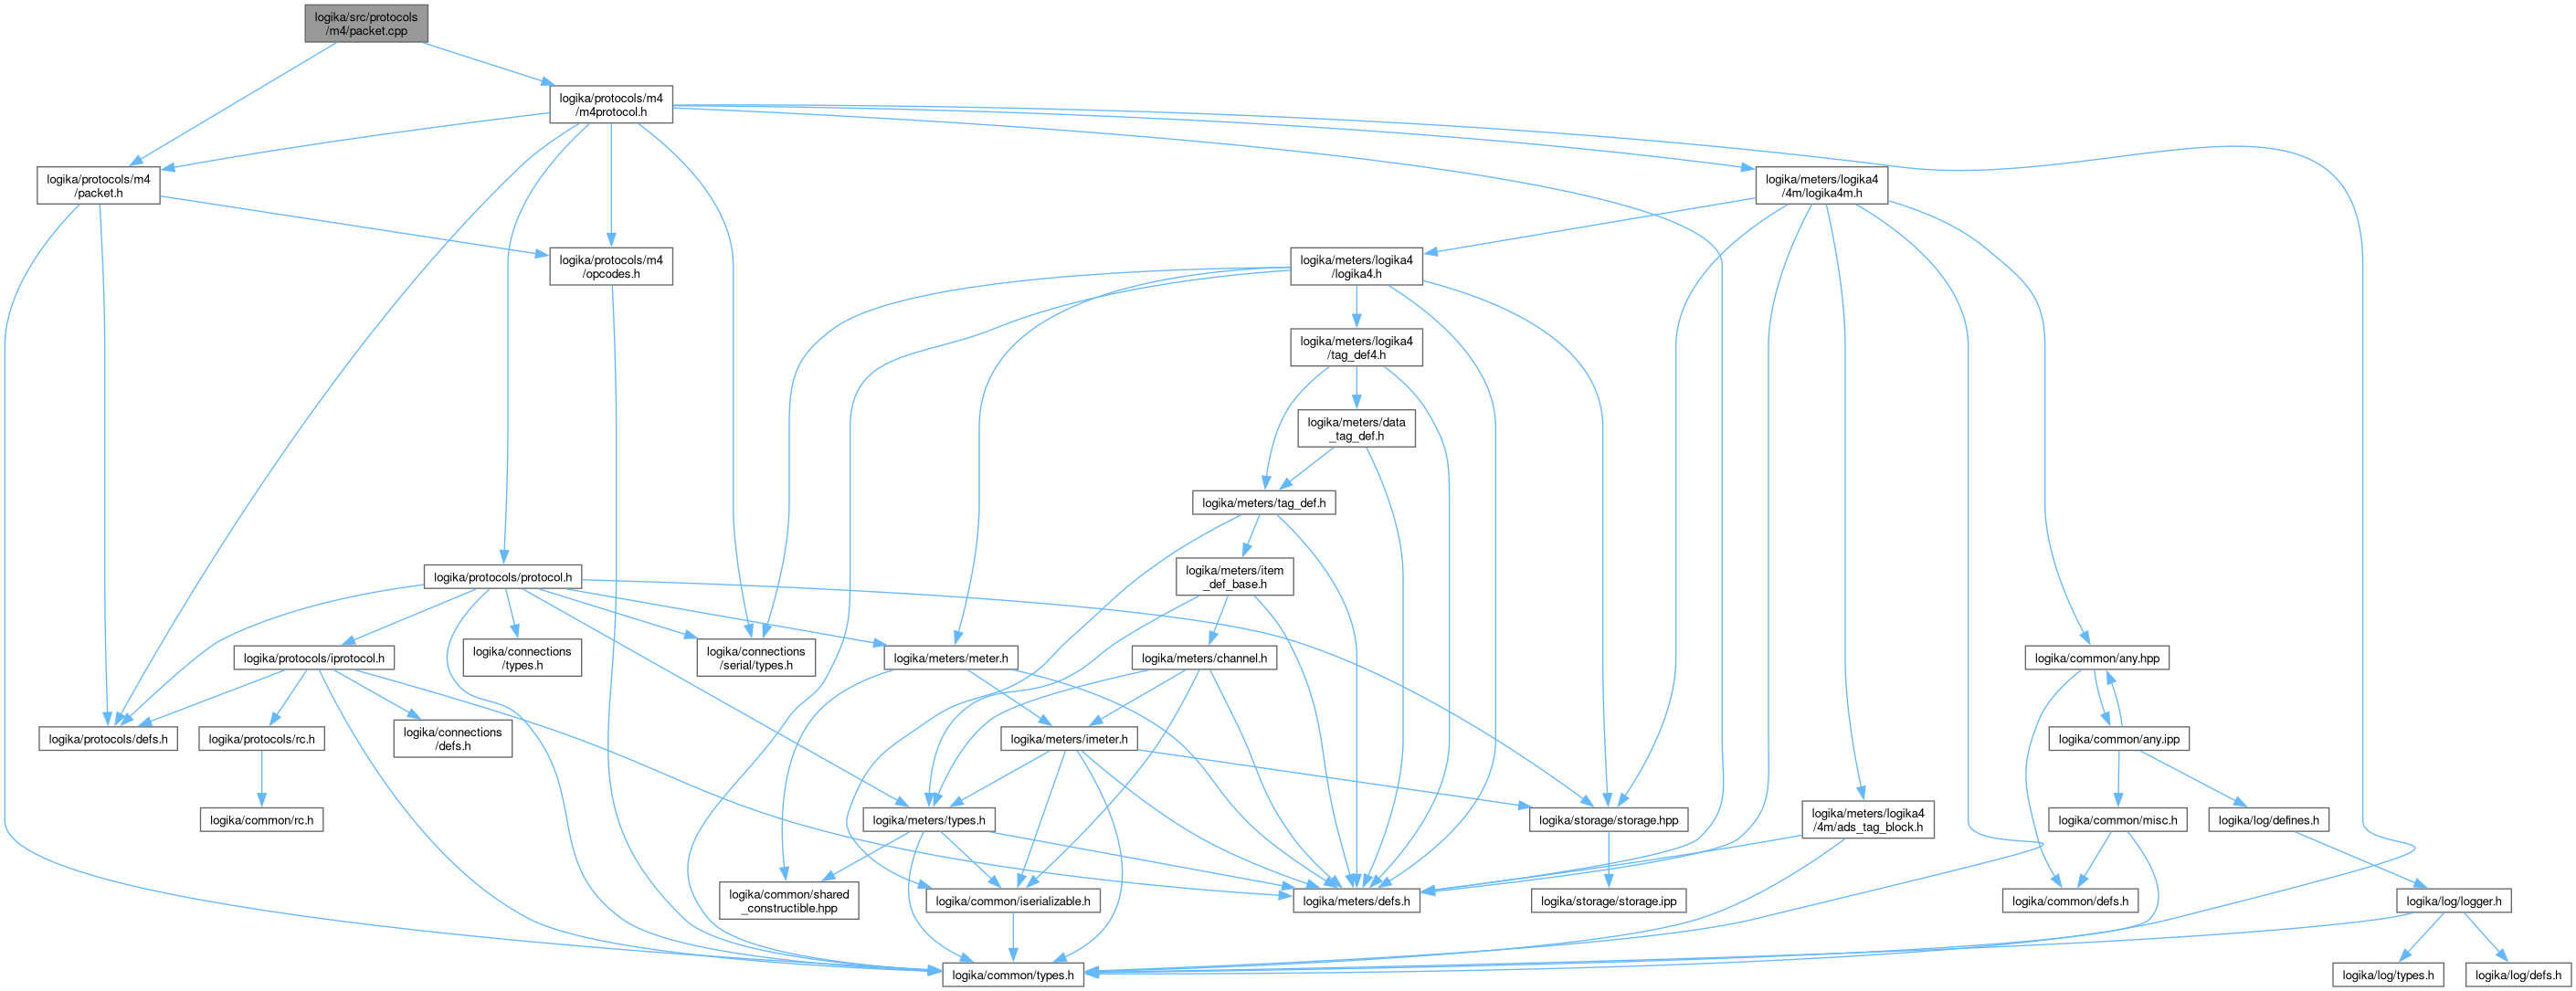 logika/src/protocols
/m4/packet.cpp
logika/protocols/m4
/m4protocol.h
logika/protocols/m4
/packet.h
logika/meters/logika4
/4m/logika4m.h
logika/protocols/m4
/opcodes.h
logika/meters/logika4
/logika4.h
logika/meters/logika4
/tag_def4.h
logika/meters/data
_tag_def.h
logika/meters/tag_def.h
logika/protocols/protocol.h
logika/meters/item
_def_base.h
logika/protocols/iprotocol.h
logika/connections
/types.h
logika/connections
/serial/types.h
logika/meters/meter.h
logika/meters/channel.h
logika/common/any.hpp
logika/protocols/defs.h
logika/protocols/rc.h
logika/connections
/defs.h
logika/meters/imeter.h
logika/common/any.ipp
logika/common/rc.h
logika/meters/types.h
logika/storage/storage.hpp
logika/meters/logika4
/4m/ads_tag_block.h
logika/common/misc.h
logika/log/defines.h
logika/common/shared
_constructible.hpp
logika/common/iserializable.h
logika/meters/defs.h
logika/storage/storage.ipp
logika/common/defs.h
logika/log/logger.h
logika/common/types.h
logika/log/types.h
logika/log/defs.h